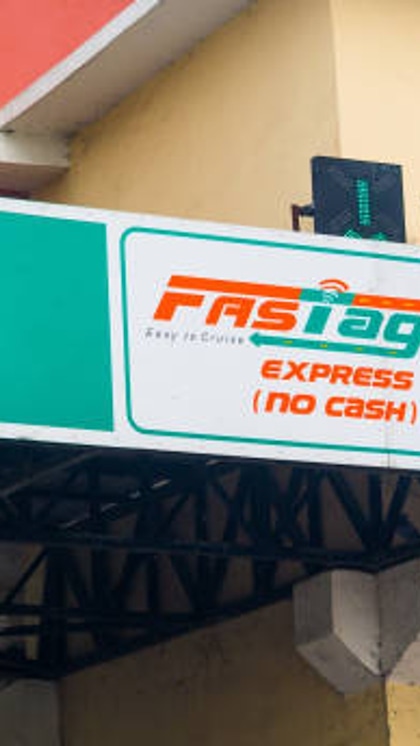 FASTag
Easy to Cruise
EXPRESS
(NO CASH)